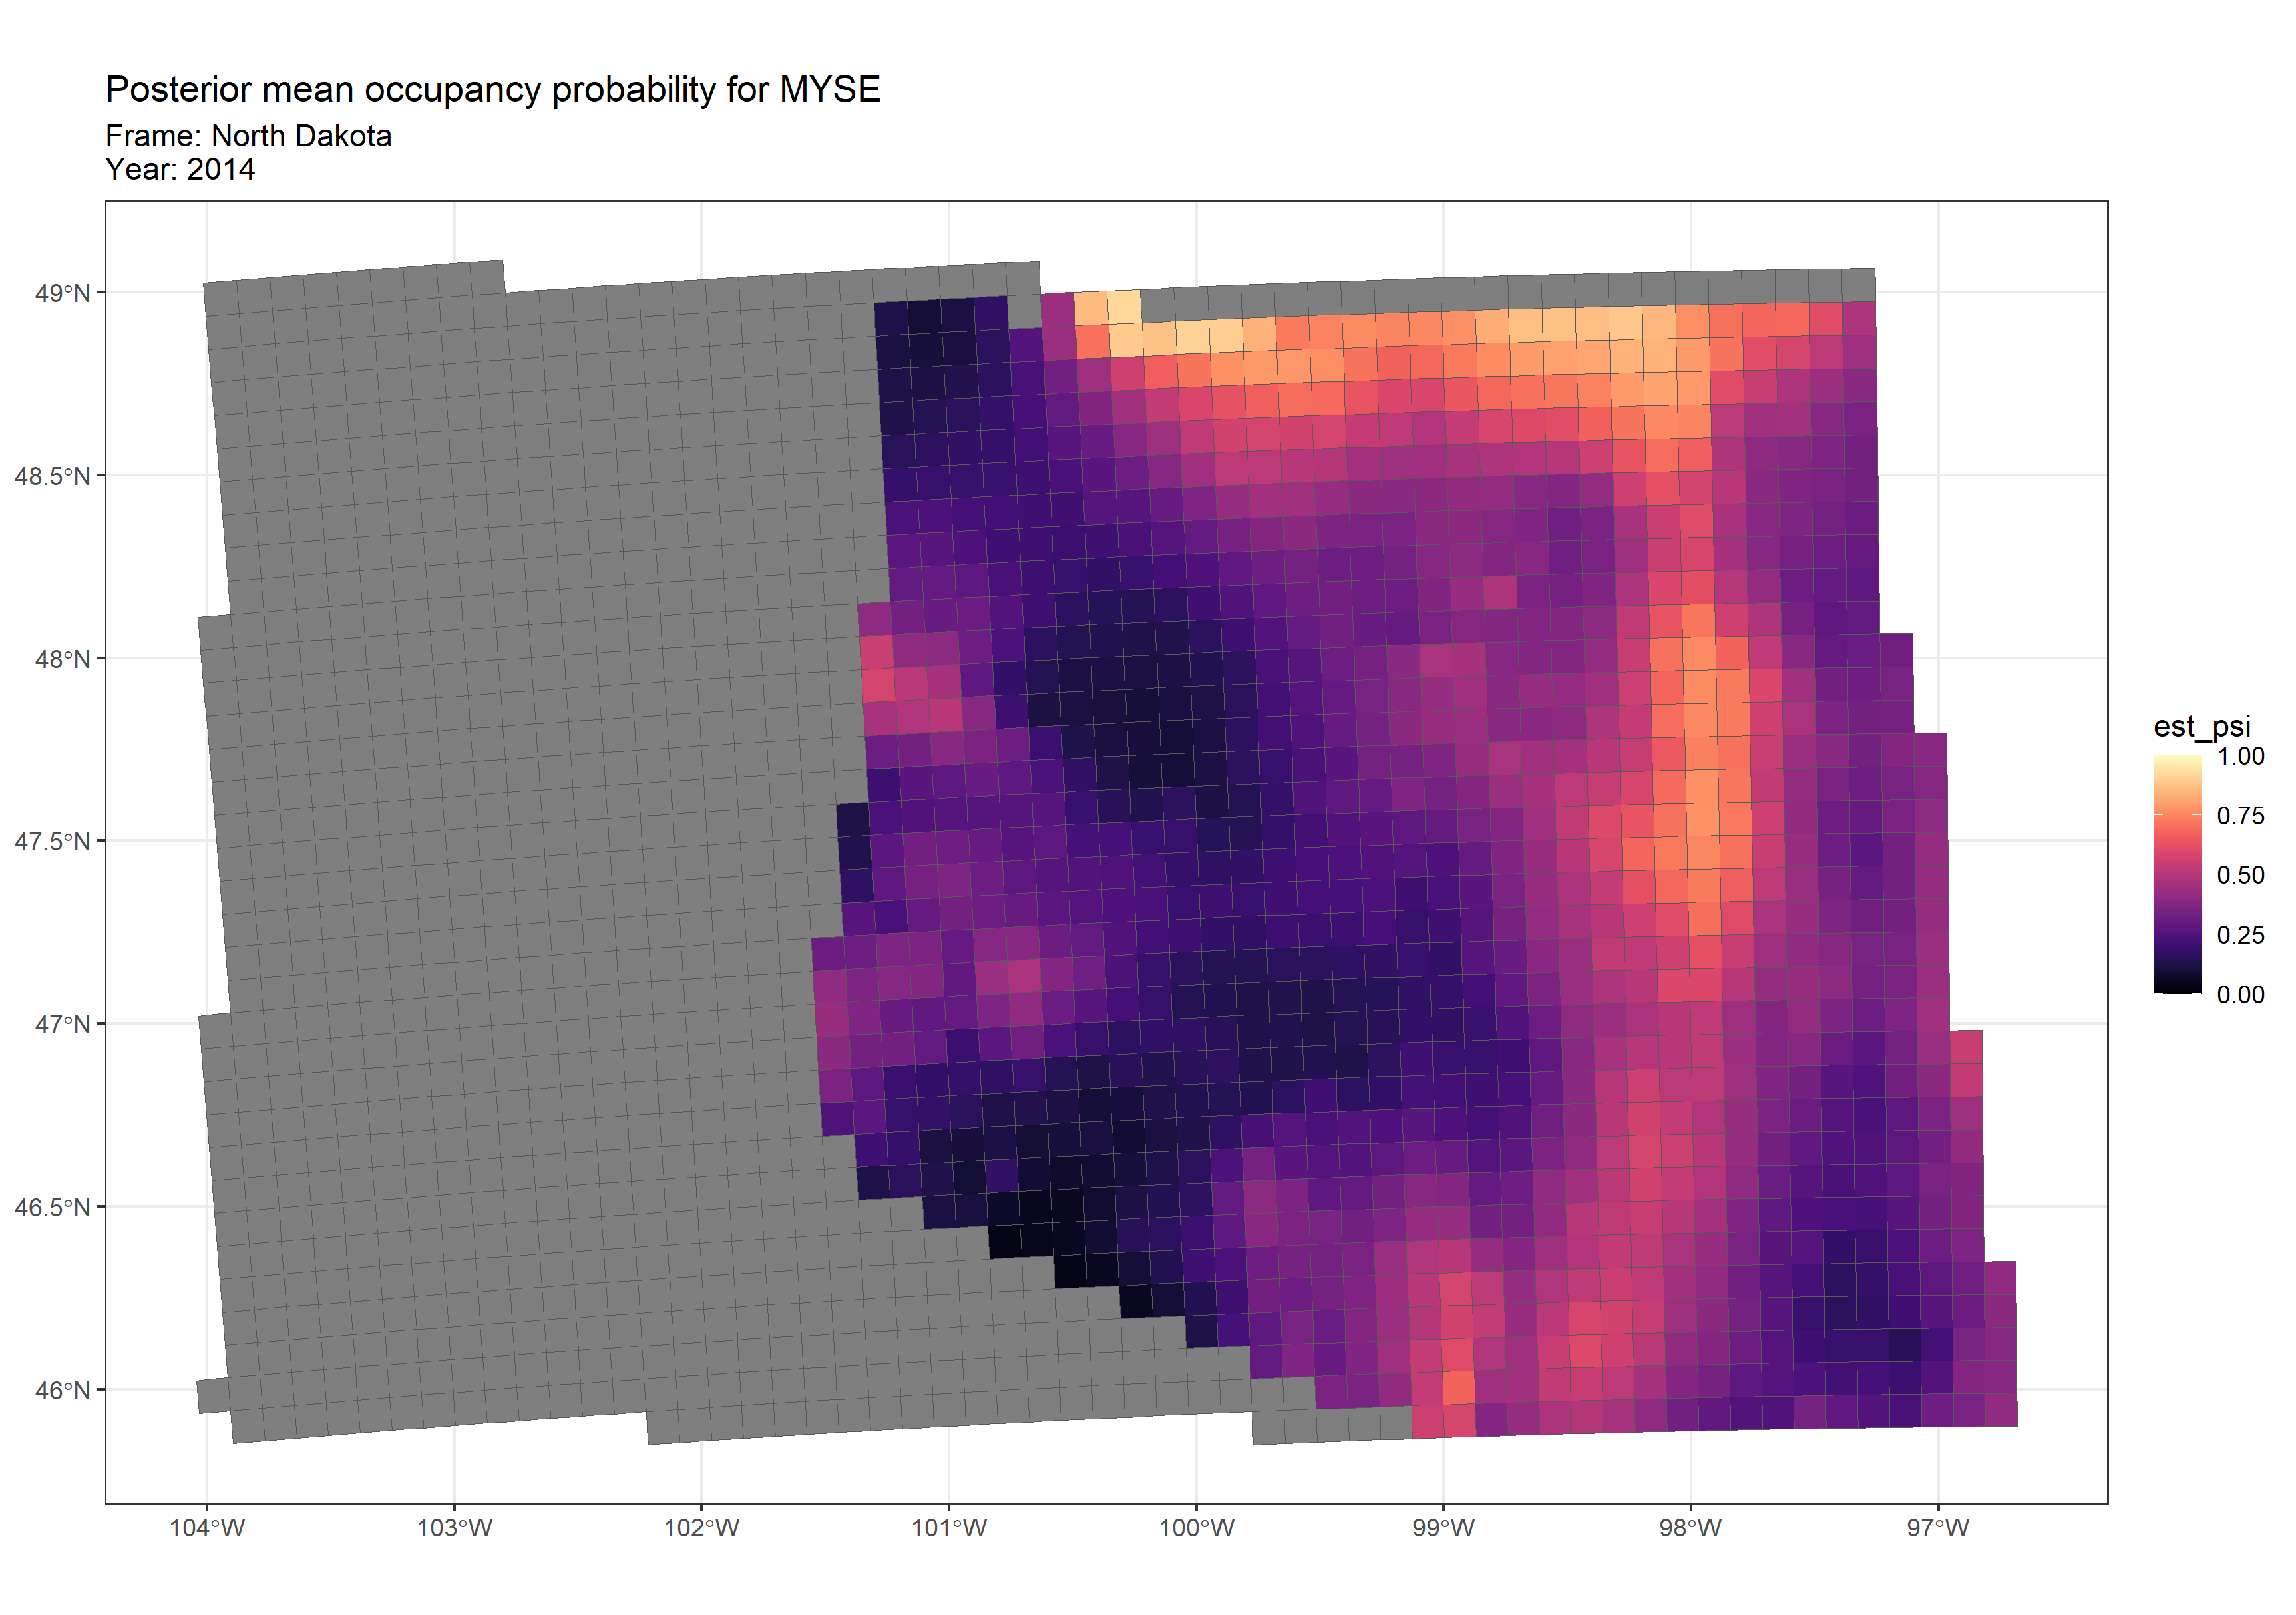 Posterior mean occupancy probability for MYSE
Frame: North Dakota
Year: 2014
49°N
48.5°N
48°N
47.5°N
47°N
46.5°N
46°N
104°W
103°W
102°W
101°W
100°W
99°W
98°W
97°W
est_psi
1.00
0.75
0.50
0.25
0.00